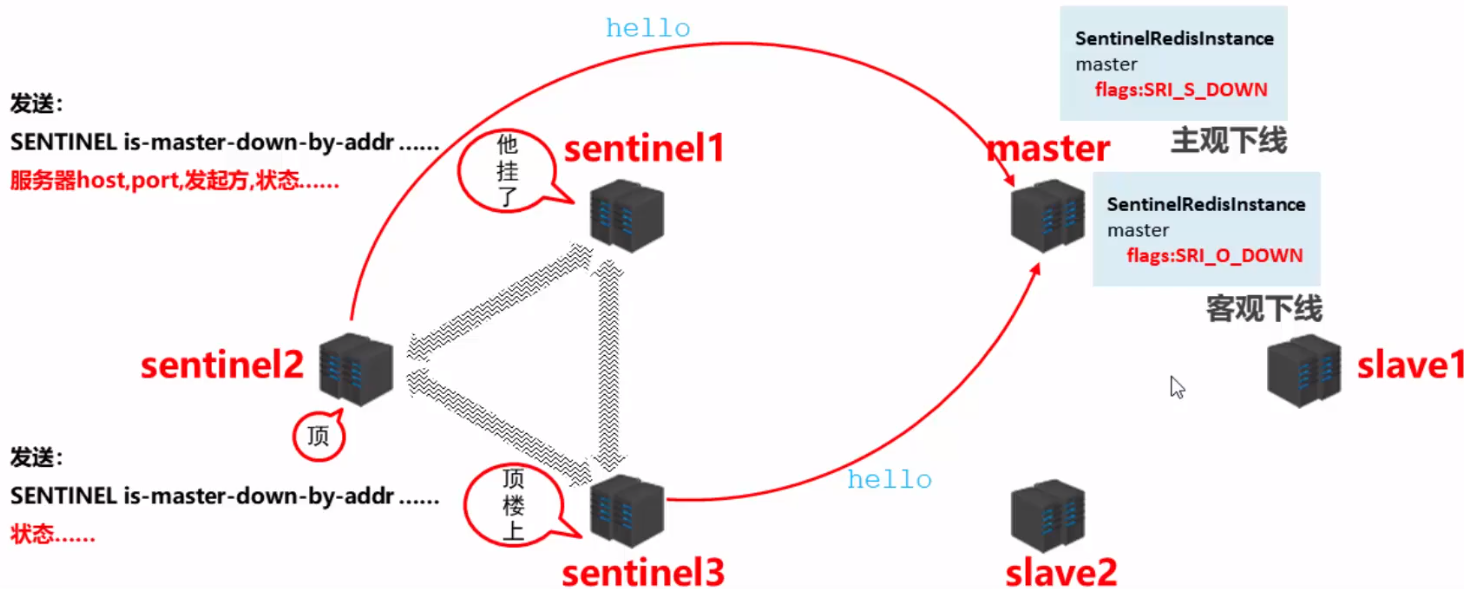 hello
SentinelRedisInstance
master
flags:SRI_S_DOWN
主观下线
发送：
SENTINEL is-master-down-by-addr ……
服务器host,port,发起方,状态……
他
挂
了
sentinel1
master
SentinelRedisInstance
master
flags:SRI_O_DOWN
客观下线
sentinel2
slave1
顶
发送：
SENTINEL is-master-down-by-addr ……
状态……
顶
楼
上
hello
sentinel3
slave2